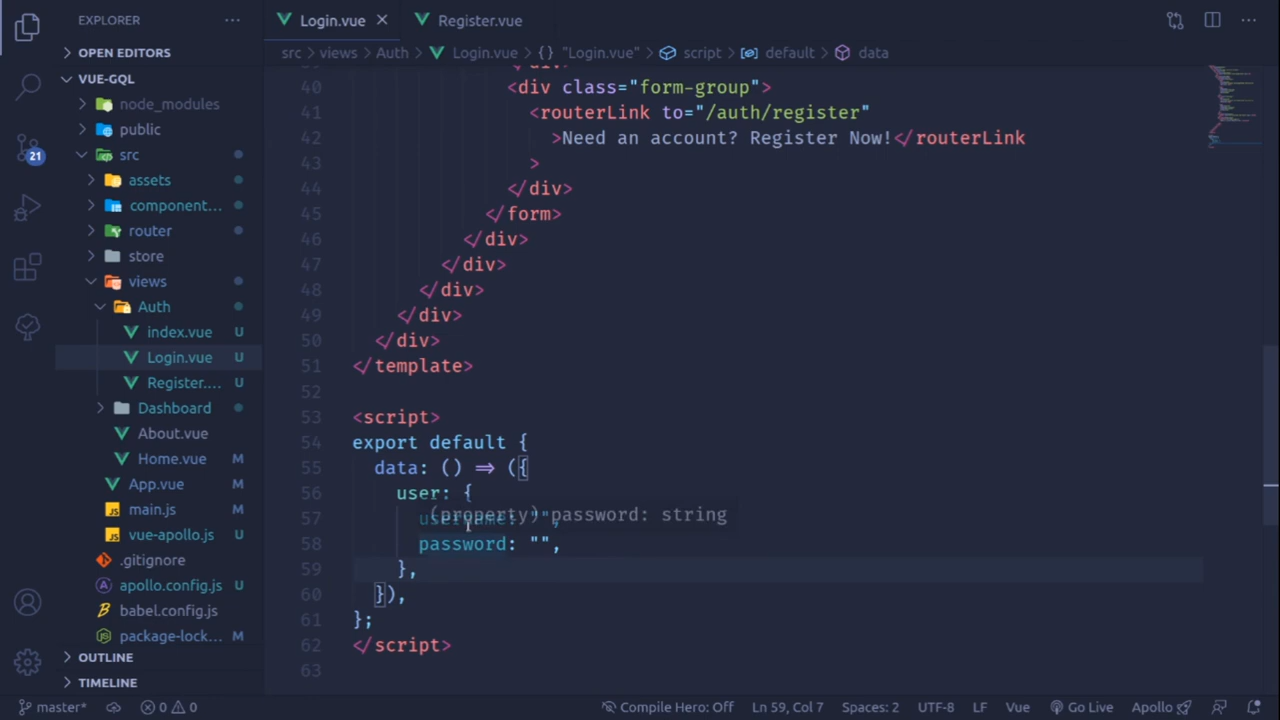 EXPLORER
Login.vue
Register.vue
OPEN EDITORS
src > views > Auth > Login.vue > {} "Login.vue" > script > default > data
VUE-GQL
node_modules
public
src
assets
component...
router
store
views
Auth
index.vue U
Login.vue U
Register.... U
Dashboard
About.vue
Home.vue M
App.vue M
main.js M
vue-apollo.js U
.gitignore
apollo.config.js U
babel.config.js
package-lock... M
OUTLINE
TIMELINE
21
40 <div class="form-group">
41 <routerLink to="/auth/register"
42 >Need an account? Register Now!</routerLink
43 >
44 </div>
45 </form>
46 </div>
47 </div>
48 </div>
49 </div>
50 </div>
51 </template>
52
53 <script>
54 export default {
55 data: () => ({
56 user: {
(property) password: string
57 username: "",
58 password: "",
59 },
60 }),
61 };
62 </script>
63
master* 0 0 Compile Hero: Off Ln 59, Col 7 Spaces: 2 UTF-8 LF Vue Go Live Apollo